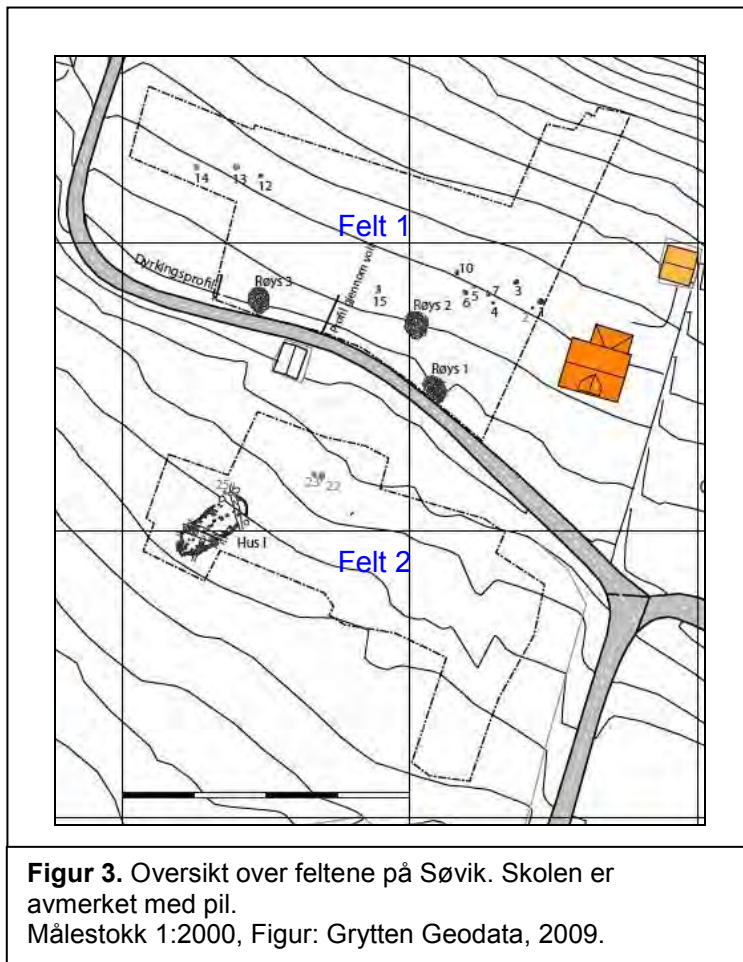 14 13 12
Felt 1
Dyrkingsprofil
Røys 3
Profil gjennom voll
15
Røys 2
10
6 5 7
4
3
2 1
Røys 1
23 22
25
Hus I
Felt 2
Figur 3. Oversikt over feltene på Søvik. Skolen er
avmerket med pil.
Målestokk 1:2000, Figur: Grytten Geodata, 2009.